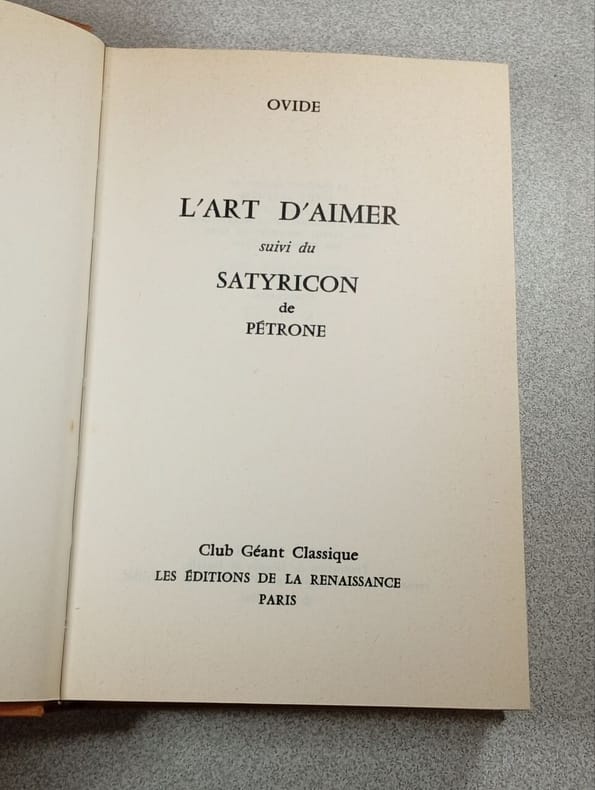 OVIDE
L'ART D'AIMER
suivi du
SATYRICON
de
PÉTRONE
Club Géant Classique
LES ÉDITIONS DE LA RENAISSANCE
PARIS